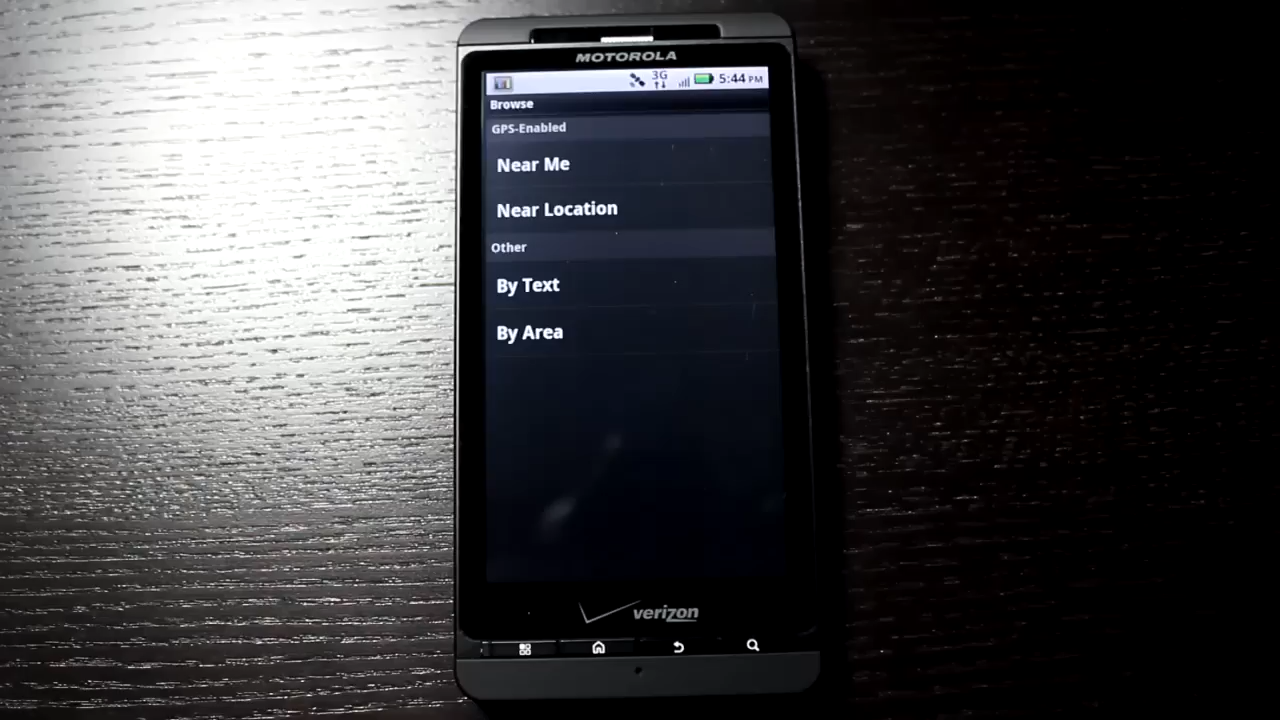 MOTOROLA
3G 5:44 PM
Browse
GPS-Enabled
Near Me
Near Location
Other
By Text
By Area
verizon